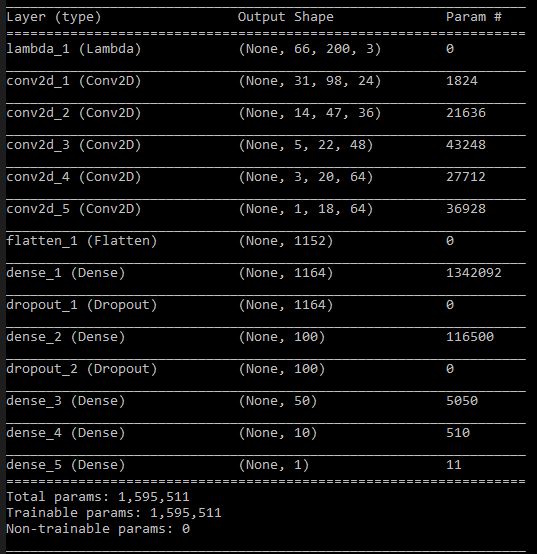 Layer (type) Output Shape Param #
=================================================================
lambda_1 (Lambda) (None, 66, 200, 3) 0
conv2d_1 (Conv2D) (None, 31, 98, 24) 1824
conv2d_2 (Conv2D) (None, 14, 47, 36) 21636
conv2d_3 (Conv2D) (None, 5, 22, 48) 43248
conv2d_4 (Conv2D) (None, 3, 20, 64) 27712
conv2d_5 (Conv2D) (None, 1, 18, 64) 36928
flatten_1 (Flatten) (None, 1152) 0
dense_1 (Dense) (None, 1164) 1342092
dropout_1 (Dropout) (None, 1164) 0
dense_2 (Dense) (None, 100) 116500
dropout_2 (Dropout) (None, 100) 0
dense_3 (Dense) (None, 50) 5050
dense_4 (Dense) (None, 10) 510
dense_5 (Dense) (None, 1) 11
=================================================================
Total params: 1,595,511
Trainable params: 1,595,511
Non-trainable params: 0